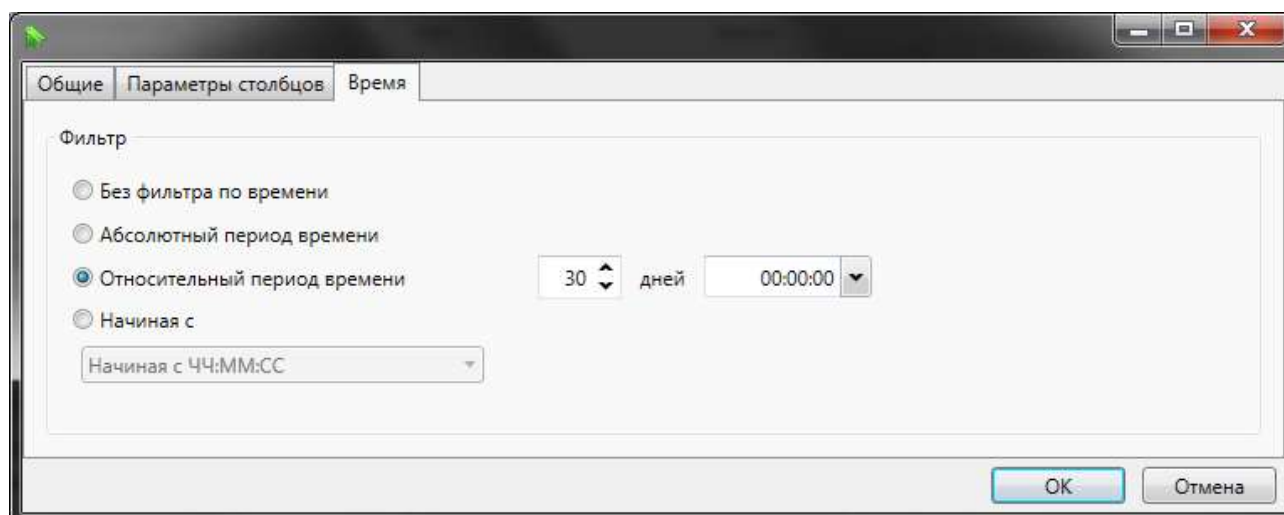 Общие Параметры столбцов Время
Фильтр
Без фильтра по времени
Абсолютный период времени
Относительный период времени 30 дней 00:00:00
Начиная с
Начиная с ЧЧ:ММ:СС
OK Отмена